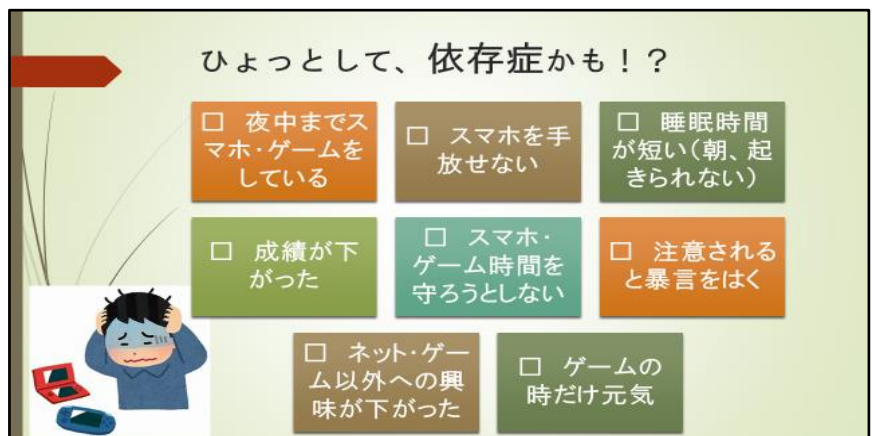 ひょっとして、依存症かも！？
□ 夜中までス
マホ・ゲームを
している
□ スマホを手
放せない
□ 睡眠時間
が短い（朝、起
きられない）
□ 成績が下
がった
□ スマホ・
ゲーム時間を
守ろうとしない
□ 注意される
と暴言をはく
□ ネット・ゲー
ム以外への興
味が下がった
□ ゲームの
時だけ元気